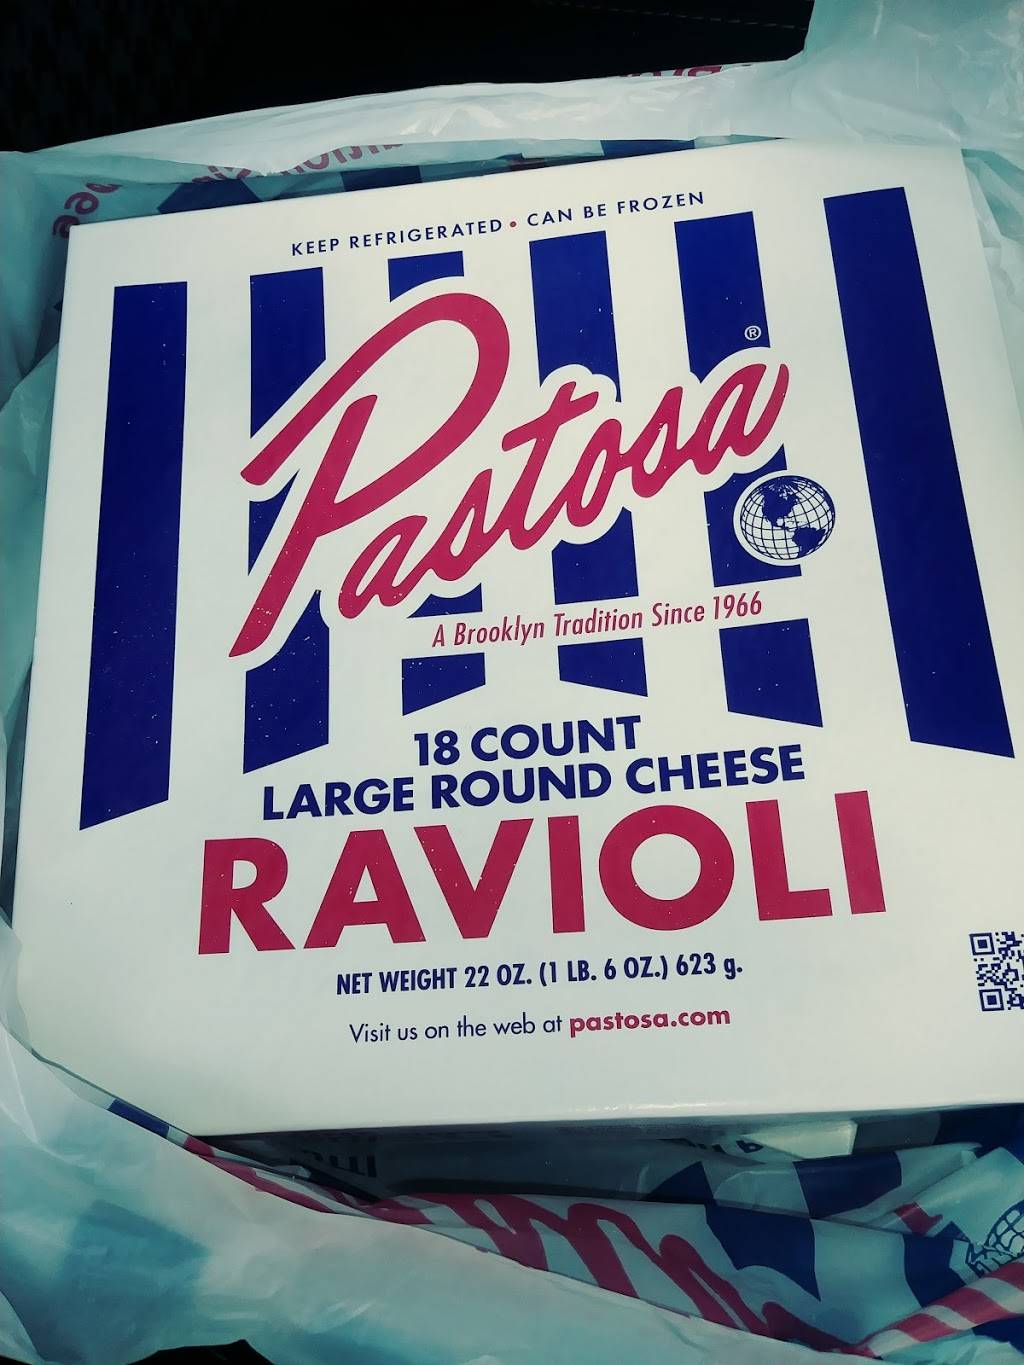 KEEP REFRIGERATED • CAN BE FROZEN
Pastosa®
A Brooklyn Tradition Since 1966
18 COUNT
LARGE ROUND CHEESE
RAVIOLI
NET WEIGHT 22 OZ. (1 LB. 6 OZ.) 623 g.
Visit us on the web at pastosa.com